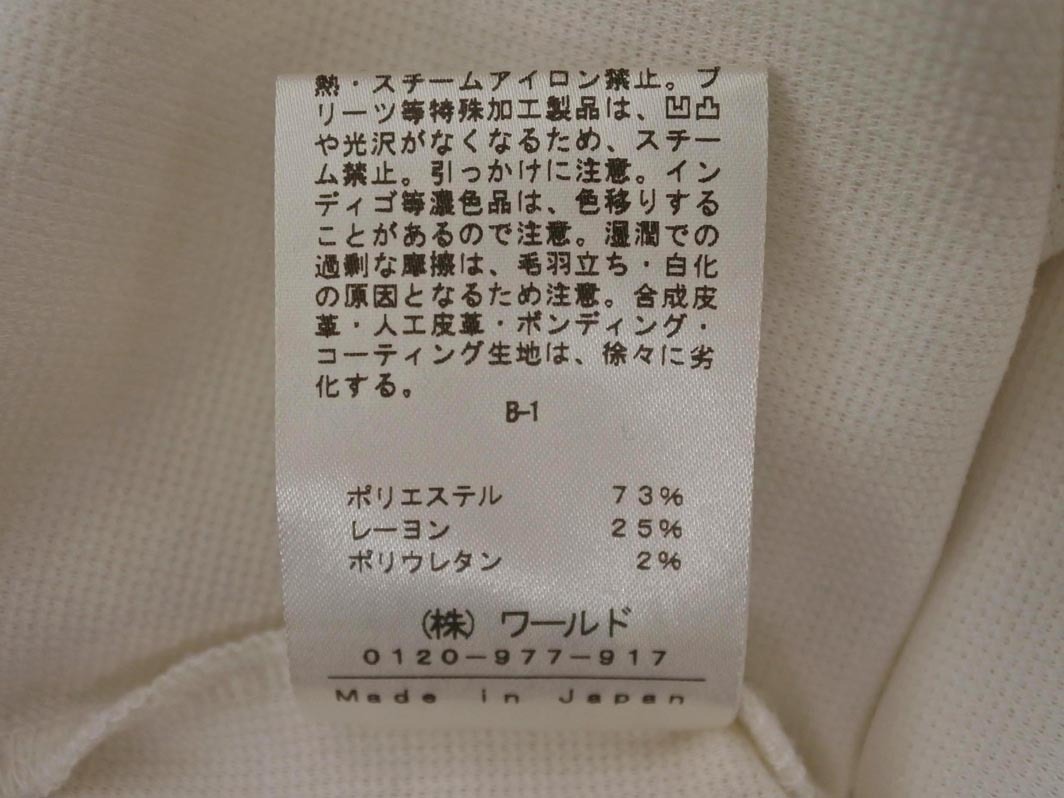 熱・スチームアイロン禁止。プ
リーツ等特殊加工製品は、凹凸
や光沢がなくなるため、スチー
ム禁止。引っかけに注意。イン
ディゴ等濃色品は、色移りする
ことがあるので注意。湿潤での
過剰な摩擦は、毛羽立ち・白化
の原因となるため注意。合成皮
革・人工皮革・ボンディング・
コーティング生地は、徐々に劣
化する。
B-1
ポリエステル 73%
レーヨン 25%
ポリウレタン 2%
(株) ワールド
0120-977-917
Made in Japan